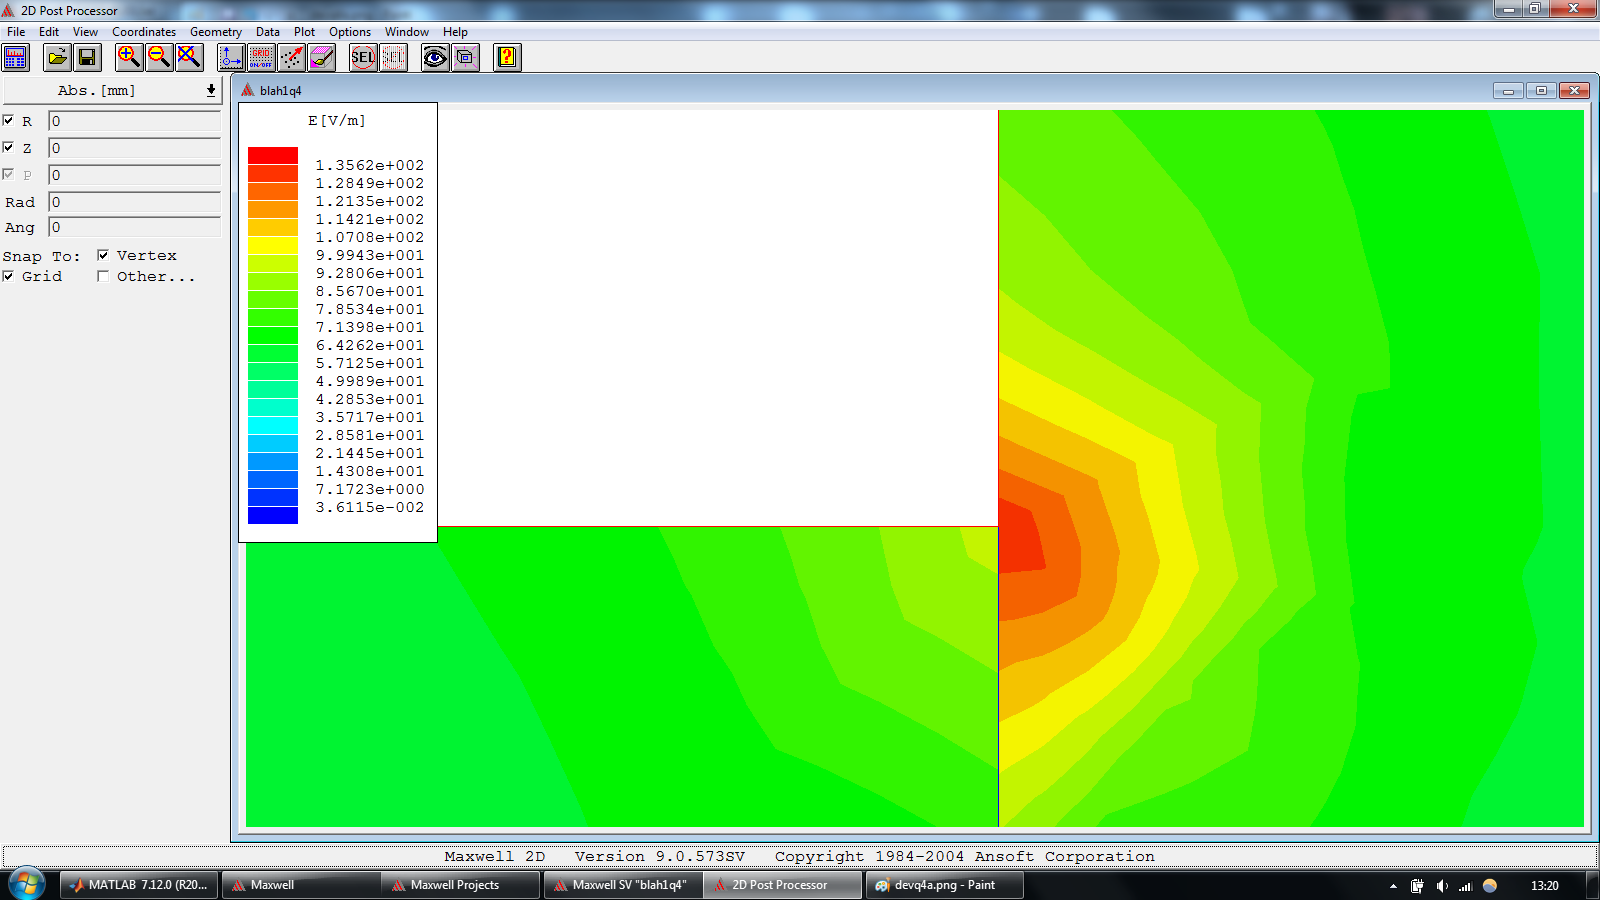 2D Post Processor
File Edit View Coordinates Geometry Data Plot Options Window Help
GRID ON/OFF SEL SEL
Abs.[mm]
R 0
Z 0
P 0
Rad 0
Ang 0
Snap To: Vertex
Grid Other...
blah1q4
E[V/m]
1.3562e+002
1.2849e+002
1.2135e+002
1.1421e+002
1.0708e+002
9.9943e+001
9.2806e+001
8.5670e+001
7.8534e+001
7.1398e+001
6.4262e+001
5.7125e+001
4.9989e+001
4.2853e+001
3.5717e+001
2.8581e+001
2.1445e+001
1.4308e+001
7.1723e+000
3.6115e-002
Maxwell 2D Version 9.0.573SV Copyright 1984-2004 Ansoft Corporation
MATLAB 7.12.0 (R20... Maxwell Maxwell Projects Maxwell SV "blah1q4" 2D Post Processor devq4a.png - Paint 13:20